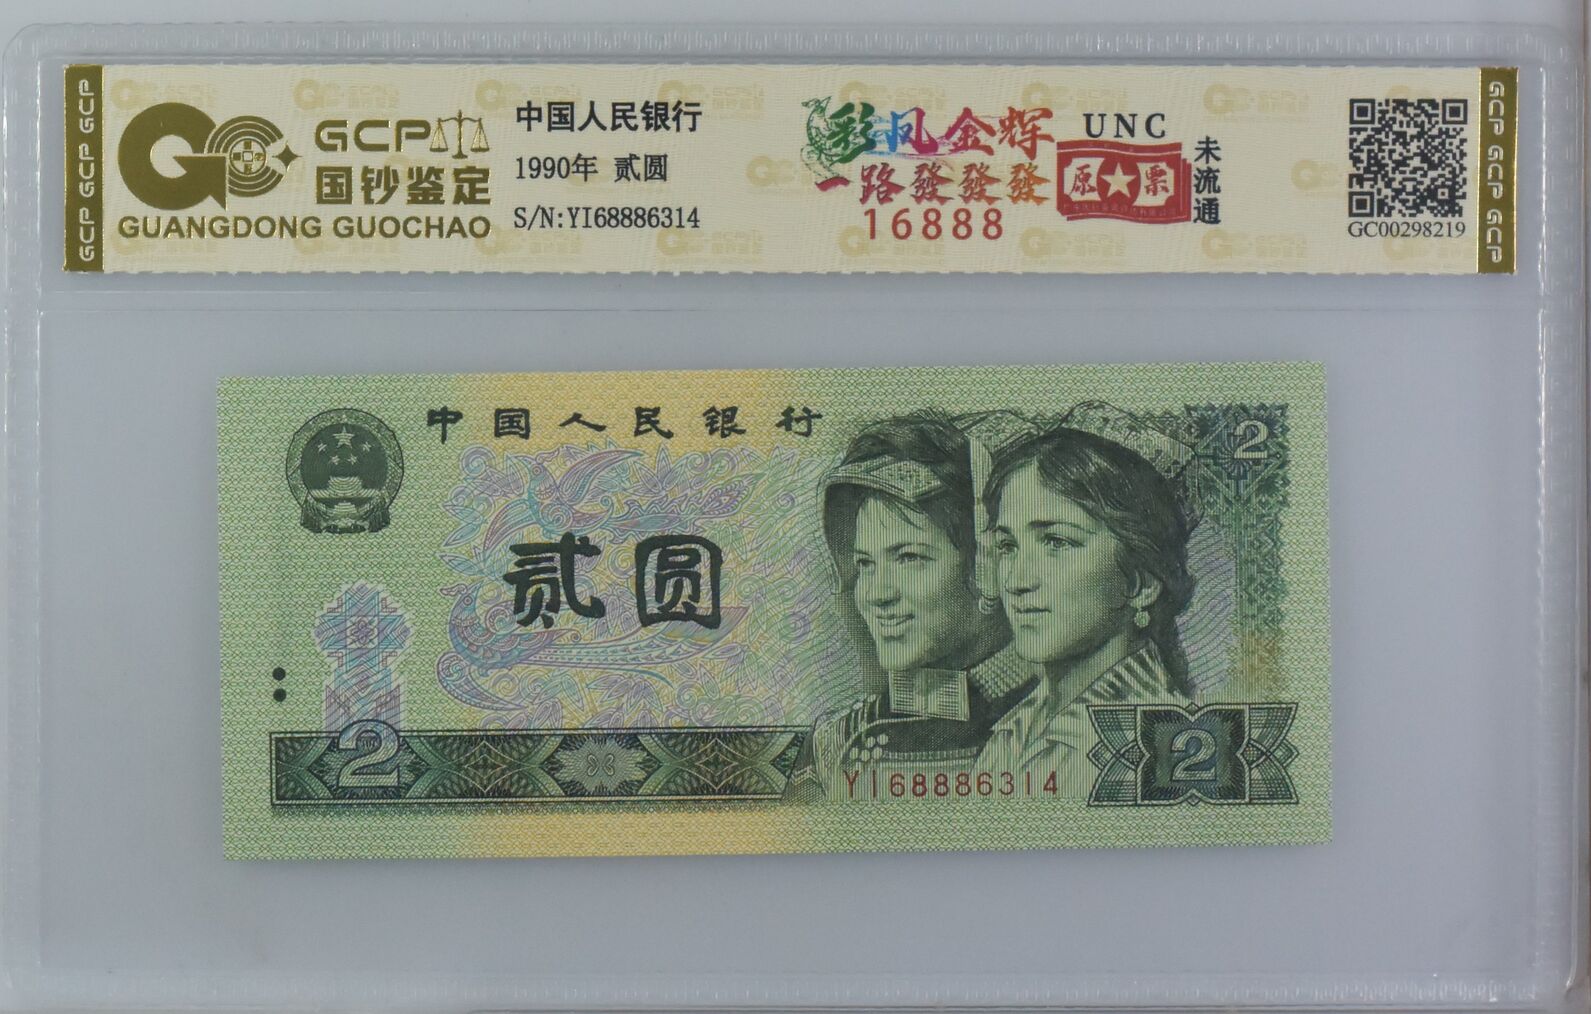 GCP GCP GCP
GCP
国钞鉴定
GUANGDONG GUOCHAO
中国人民银行
1990年 贰圆
S/N:YI68886314
彩凤金辉
一路發發發
16888
UNC
原★票
未流通
GC00298219
GCP GCP GCP
中国人民银行
2
贰圆
2
YI68886314
2